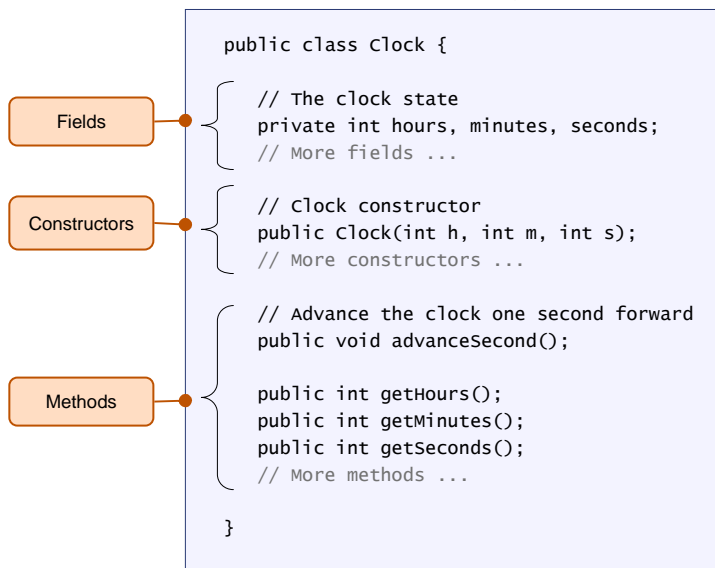 public class Clock {
Fields
// The clock state
private int hours, minutes, seconds;
// More fields ...
Constructors
// Clock constructor
public Clock(int h, int m, int s);
// More constructors ...
Methods
// Advance the clock one second forward
public void advanceSecond();
public int getHours();
public int getMinutes();
public int getSeconds();
// More methods ...
}